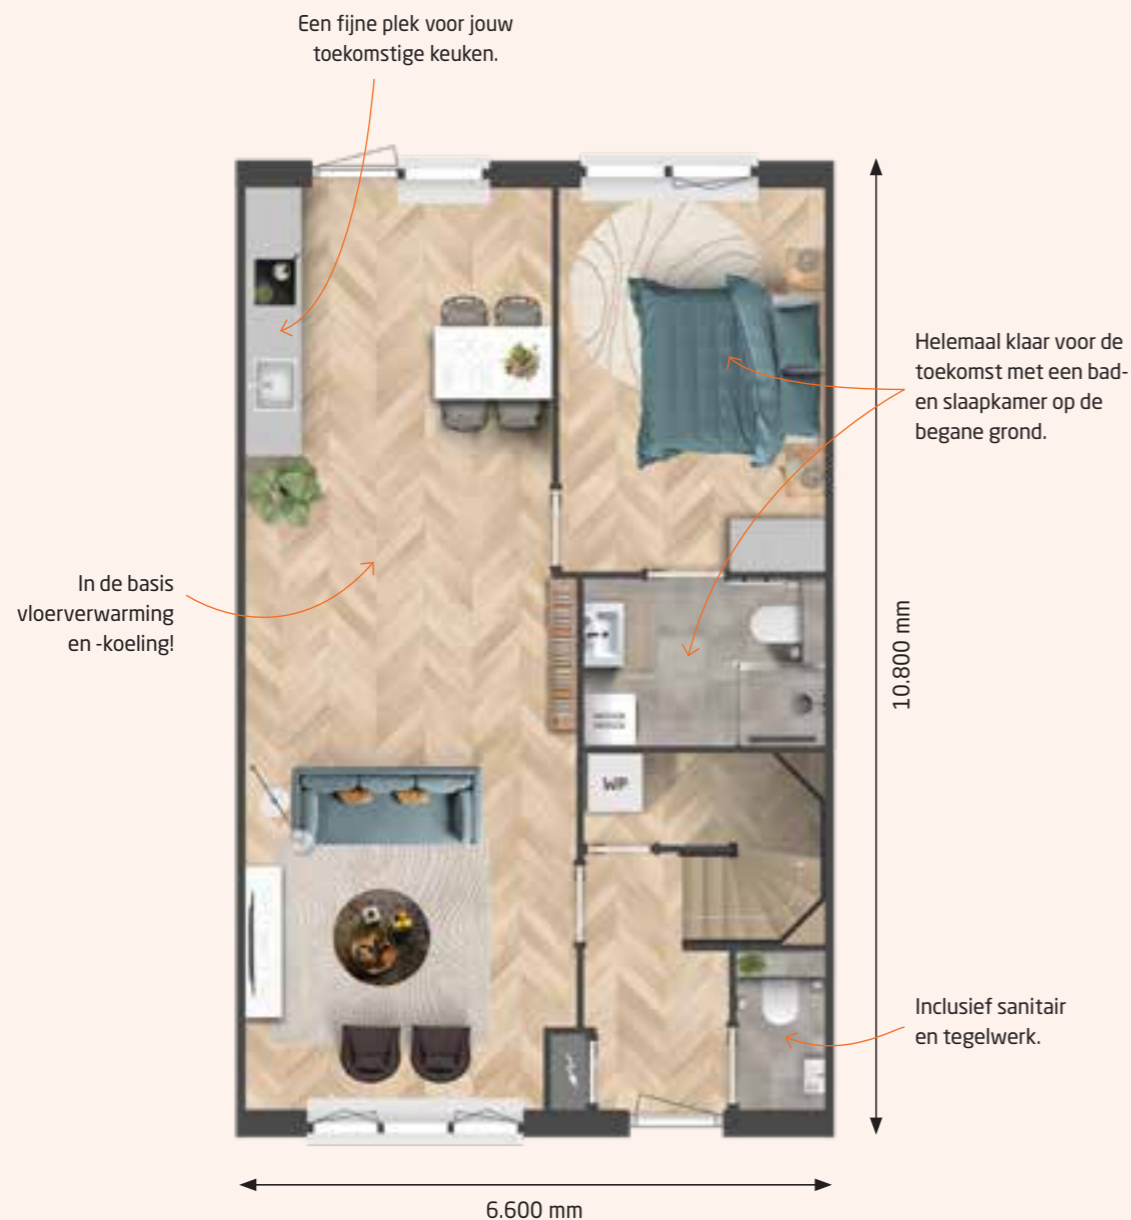 Een fijne plek voor jouw
toekomstige keuken.
Helemaal klaar voor de
toekomst met een bad-
en slaapkamer op de
begane grond.
In de basis
vloerverwarming
en -koeling!
10.800 mm
WP
Inclusief sanitair
en tegelwerk.
6.600 mm